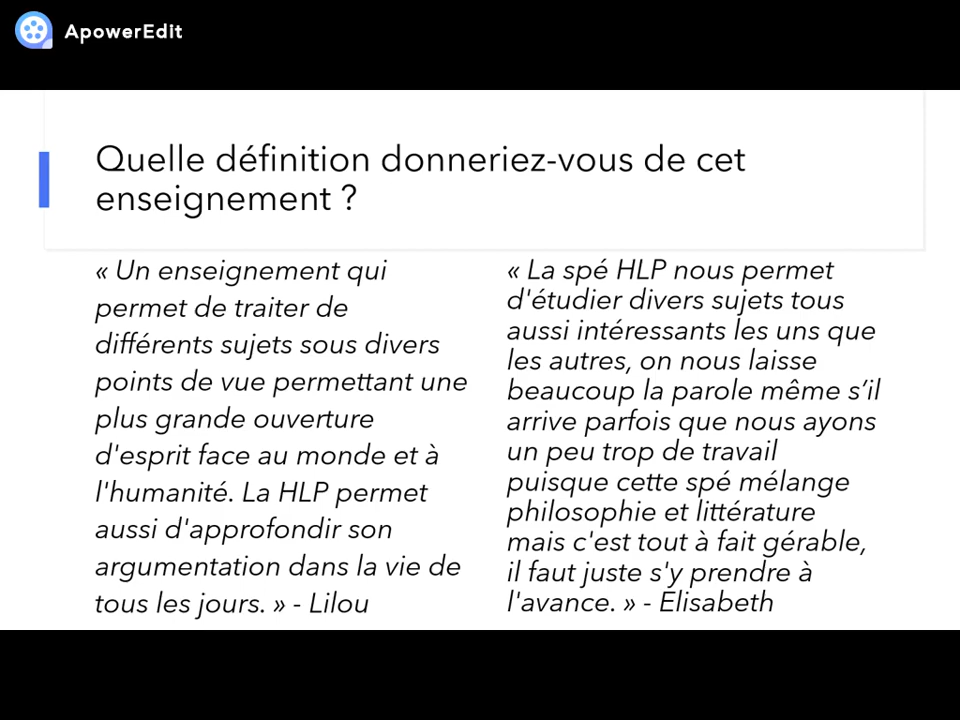 ApowerEdit
Quelle définition donneriez-vous de cet
enseignement ?
« Un enseignement qui
permet de traiter de
différents sujets sous divers
points de vue permettant une
plus grande ouverture
d'esprit face au monde et à
l'humanité. La HLP permet
aussi d'approfondir son
argumentation dans la vie de
tous les jours. » - Lilou
« La spé HLP nous permet
d'étudier divers sujets tous
aussi intéressants les uns que
les autres, on nous laisse
beaucoup la parole même s’il
arrive parfois que nous ayons
un peu trop de travail
puisque cette spé mélange
philosophie et littérature
mais c'est tout à fait gérable,
il faut juste s'y prendre à
l'avance. » - Elisabeth